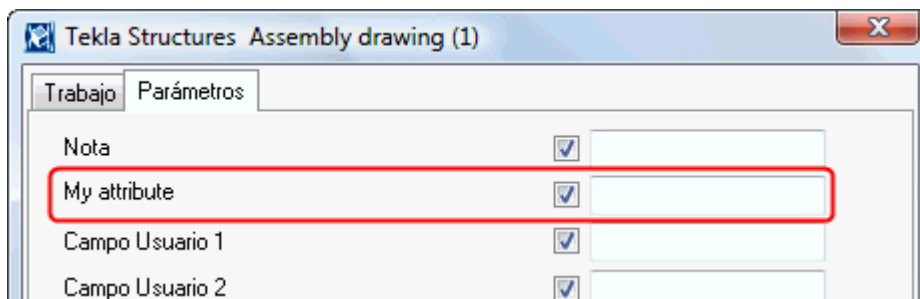 Tekla Structures Assembly drawing (1)
Trabajo Parámetros
Nota
My attribute
Campo Usuario 1
Campo Usuario 2